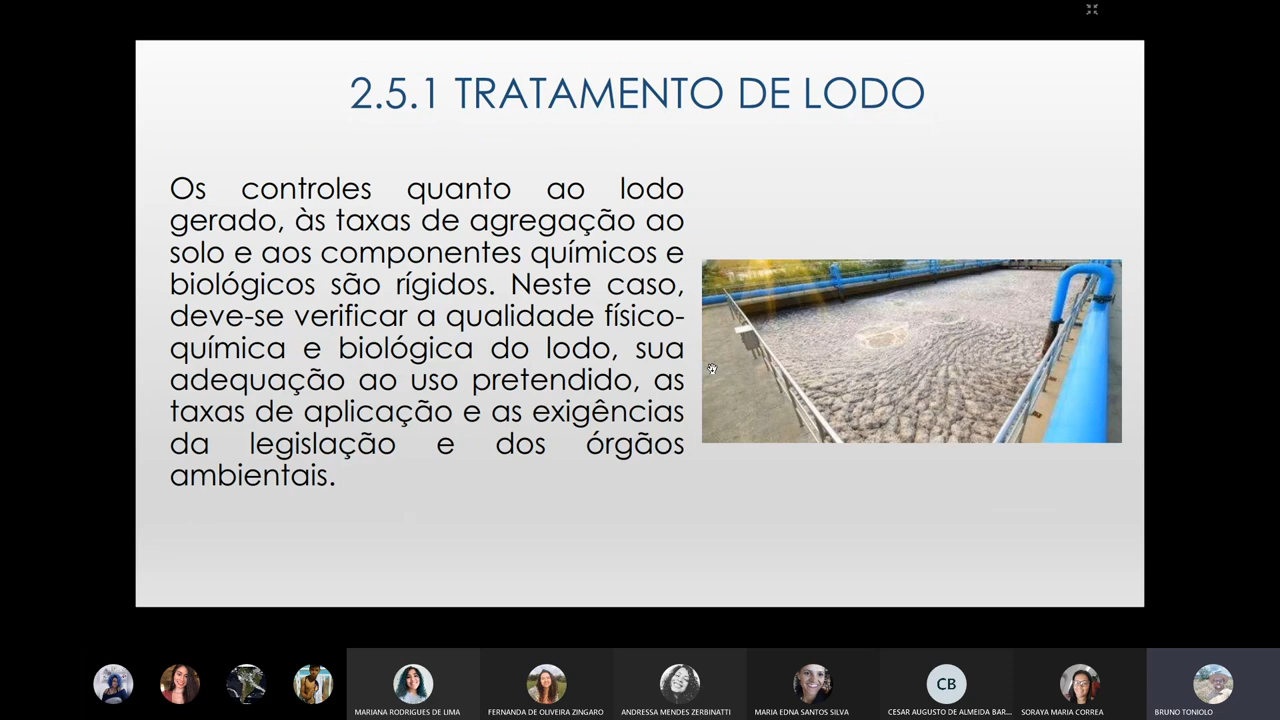 2.5.1 TRATAMENTO DE LODO
Os controles quanto ao lodo
gerado, às taxas de agregação ao
solo e aos componentes químicos e
biológicos são rígidos. Neste caso,
deve-se verificar a qualidade físico-
química e biológica do lodo, sua
adequação ao uso pretendido, as
taxas de aplicação e as exigências
da legislação e dos órgãos
ambientais.
CB
MARIANA RODRIGUES DE LIMA
FERNANDA DE OLIVEIRA ZINGARO
ANDRESSA MENDES ZERBINATTI
MARIA EDNA SANTOS SILVA
CESAR AUGUSTO DE ALMEIDA BAR...
SORAYA MARIA CORREA
BRUNO TONIOLO